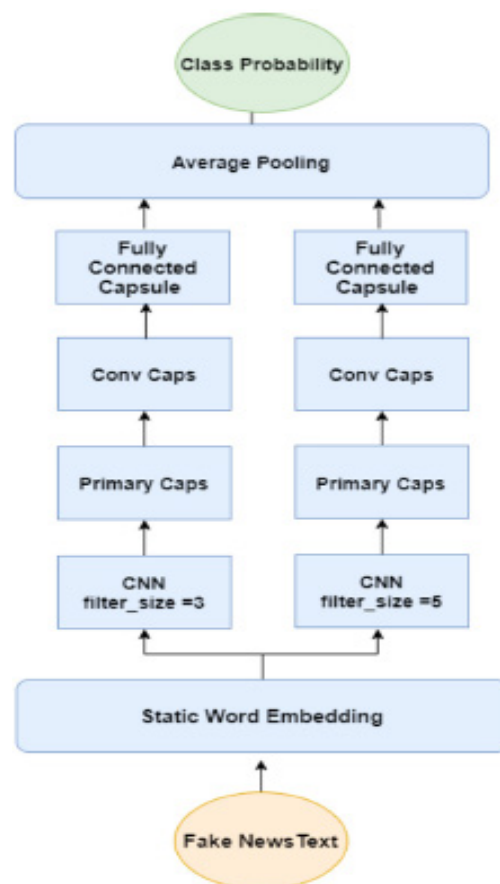 Class Probability
Average Pooling
Fully
Connected
Capsule
Fully
Connected
Capsule
Conv Caps
Conv Caps
Primary Caps
Primary Caps
CNN
filter_size =3
CNN
filter_size =5
Static Word Embedding
Fake News Text